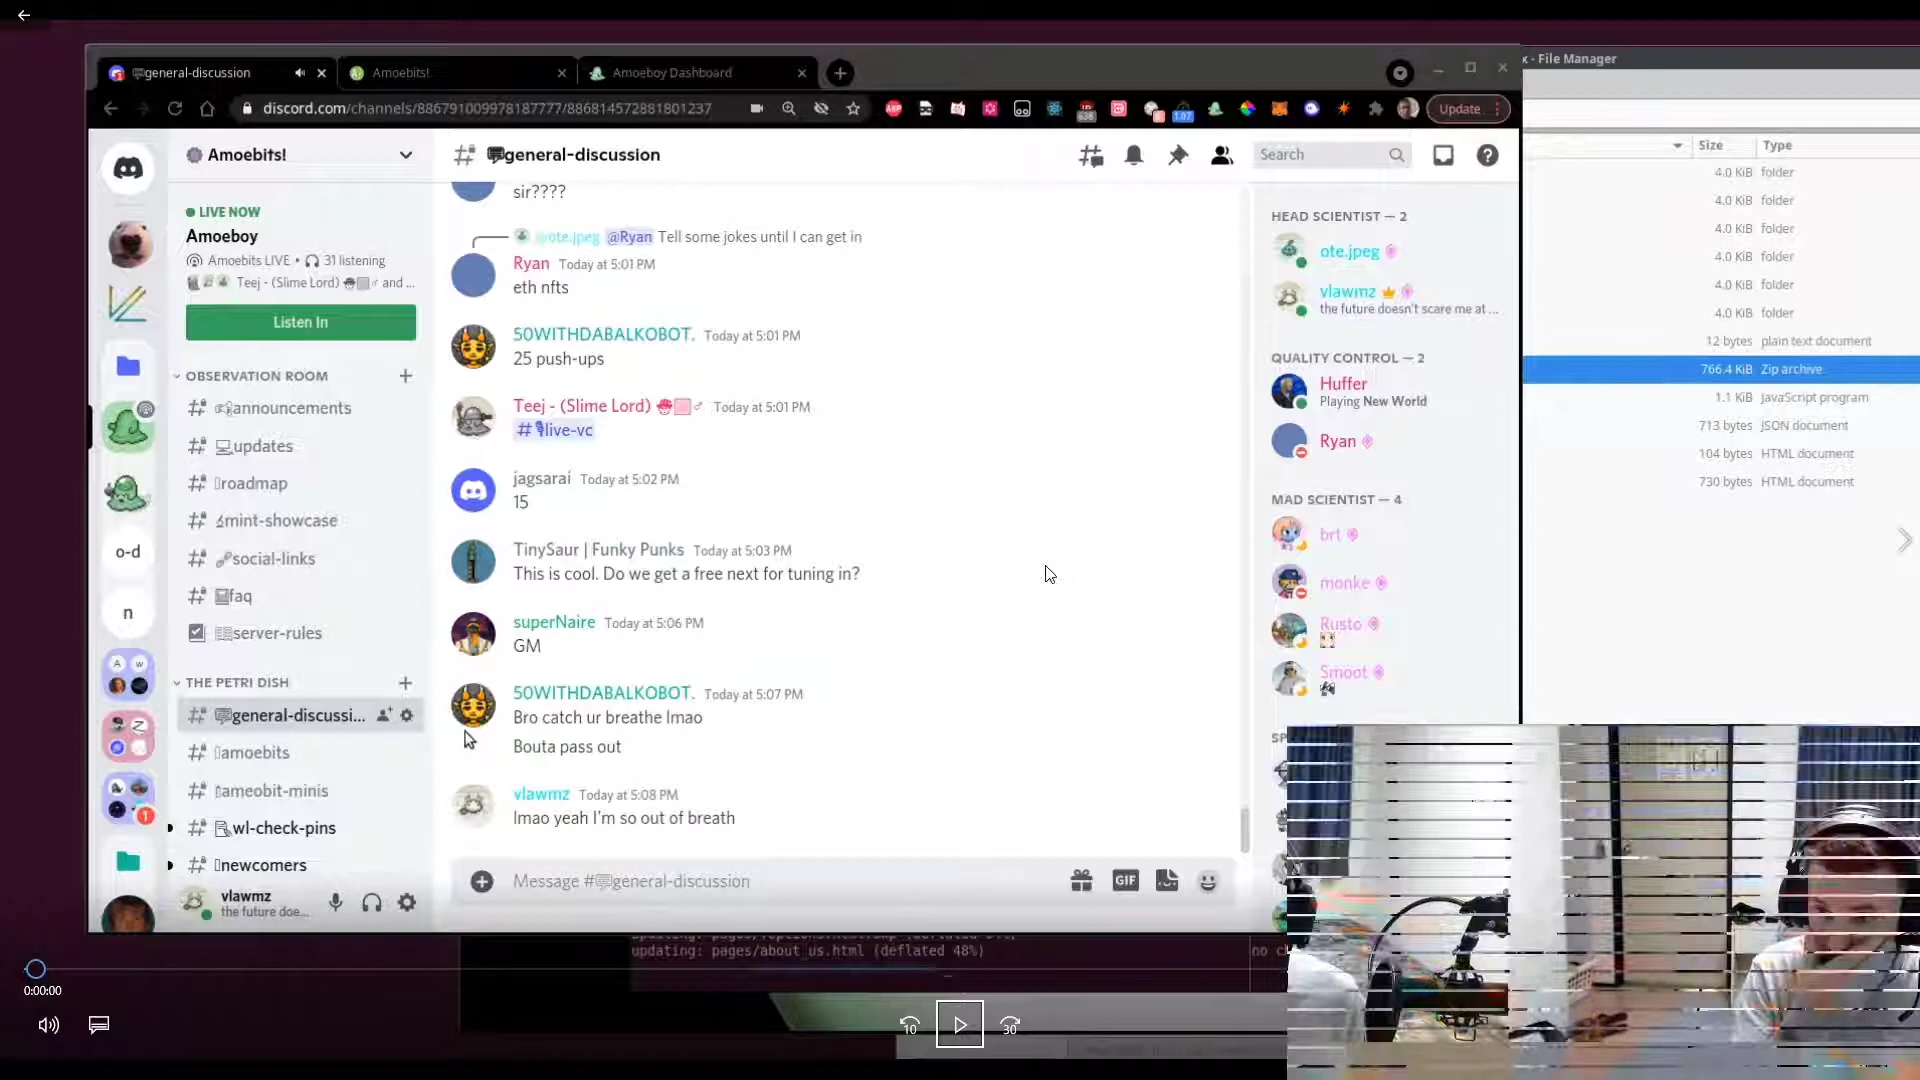 general-discussion
Amoebits!
Amoeboy Dashboard
x - File Manager
discord.com/channels/886791009978187777/886814572881801237
638
1.07
Update
Amoebits!
general-discussion
Search
LIVE NOW
Amoeboy
Amoebits LIVE • 31 listening
Teej - (Slime Lord) and ...
Listen In
OBSERVATION ROOM
announcements
updates
roadmap
mint-showcase
social-links
faq
server-rules
THE PETRI DISH
general-discussi...
amoebits
ameobit-minis
wl-check-pins
newcomers
vlawmz
the future doe...
o-d
n
A w
Z
1
sir????
@ote.jpeg @Ryan Tell some jokes until I can get in
Ryan Today at 5:01 PM
eth nfts
50WITHDABALKOBOT. Today at 5:01 PM
25 push-ups
Teej - (Slime Lord) Today at 5:01 PM
# live-vc
jagsarai Today at 5:02 PM
15
TinySaur | Funky Punks Today at 5:03 PM
This is cool. Do we get a free next for tuning in?
superNaire Today at 5:06 PM
GM
50WITHDABALKOBOT. Today at 5:07 PM
Bro catch ur breathe lmao
Bouta pass out
vlawmz Today at 5:08 PM
lmao yeah I'm so out of breath
Message # general-discussion
GIF
HEAD SCIENTIST — 2
ote.jpeg
vlawmz
the future doesn't scare me at ...
QUALITY CONTROL — 2
Huffer
Playing New World
Ryan
MAD SCIENTIST — 4
brt
monke
Rusto
Smoot
SP
Size Type
4.0 KiB folder
4.0 KiB folder
4.0 KiB folder
4.0 KiB folder
4.0 KiB folder
4.0 KiB folder
12 bytes plain text document
766.4 KiB Zip archive
1.1 KiB JavaScript program
713 bytes JSON document
104 bytes HTML document
730 bytes HTML document
updating: pages/about_us.html (deflated 48%)
no c
0:00:00
10
30